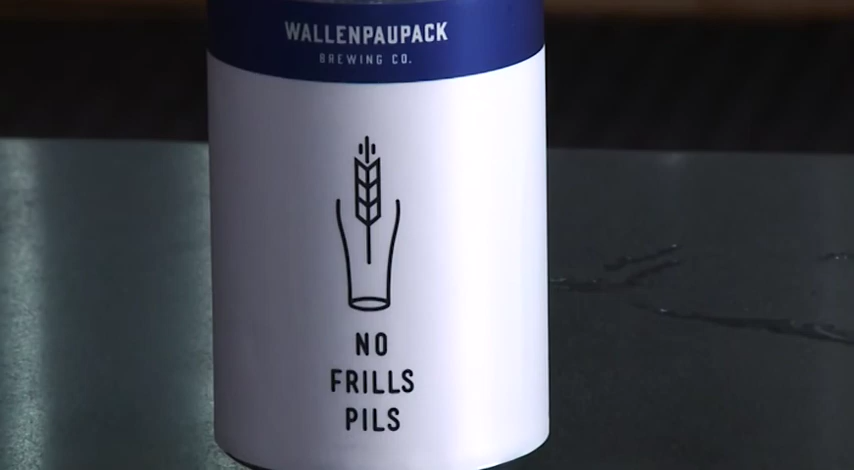 WALLENPAUPACK
BREWING CO.
NO
FRILLS
PILS